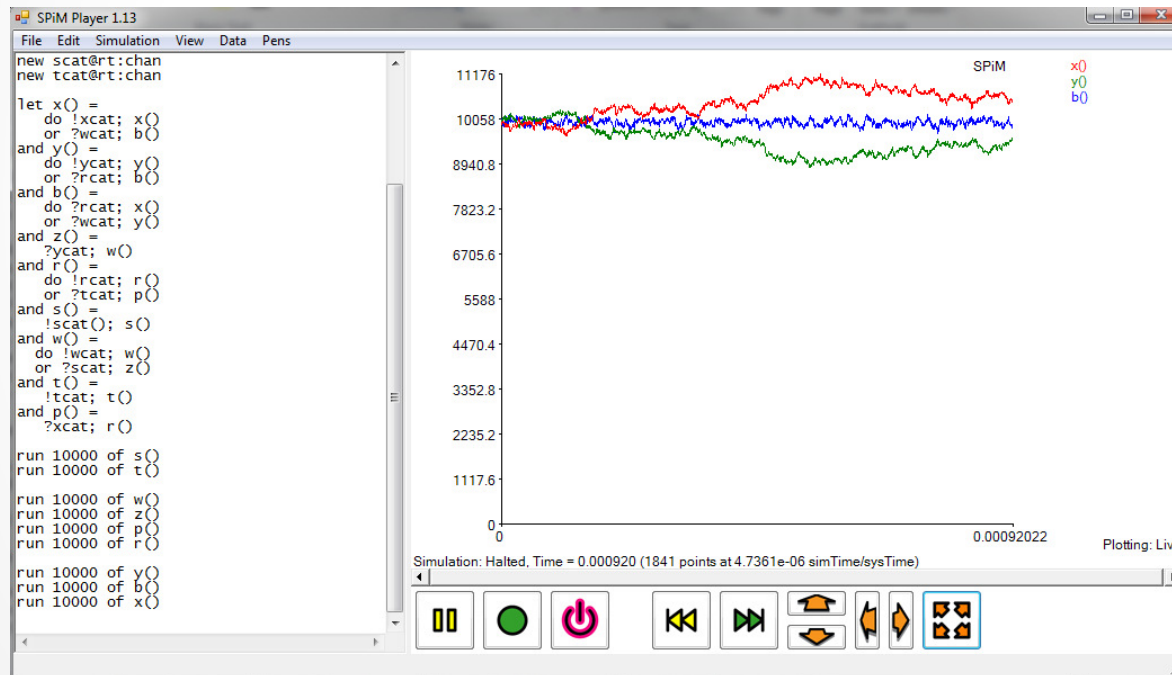 SPiM Player 1.13
File Edit Simulation View Data Pens
new scat@rt:chan
new tcat@rt:chan
let x() =
do !xcat; x()
or ?wcat; b()
and y() =
do !ycat; y()
or ?rcat; b()
and b() =
do ?rcat; x()
or ?wcat; y()
and z() =
?ycat; w()
and r() =
do !rcat; r()
or ?tcat; p()
and s() =
!scat(); s()
and w() =
do !wcat; w()
or ?scat; z()
and t() =
!tcat; t()
and p() =
?xcat; r()
run 10000 of s()
run 10000 of t()
run 10000 of w()
run 10000 of z()
run 10000 of p()
run 10000 of r()
run 10000 of y()
run 10000 of b()
run 10000 of x()
SPiM
x()
y()
b()
11176
10058
8940.8
7823.2
6705.6
5588
4470.4
3352.8
2235.2
1117.6
0
0 0.00092022
Plotting: Liv
Simulation: Halted, Time = 0.000920 (1841 points at 4.7361e-06 simTime/sysTime)